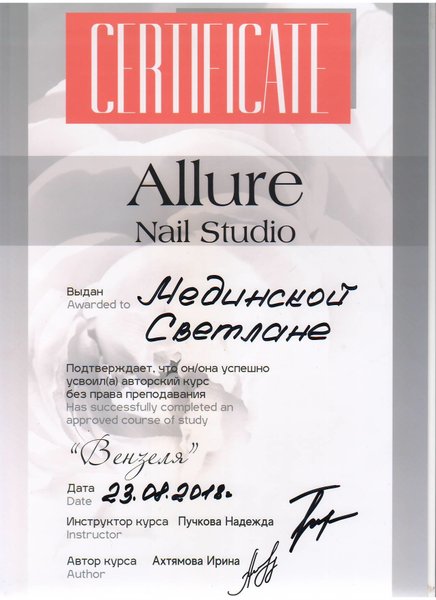 CERTIFICATE
Allure
Nail Studio
Выдан
Awarded to
Мединской
Светлане
Подтверждает, что он/она успешно
усвоил(а) авторский курс
без права преподавания
Has successfully completed an
approved course of study
“Вензеля”
Дата
Date
23.08.2018г.
Инструктор курса Пучкова Надежда
Instructor
Автор курса Ахтямова Ирина
Author